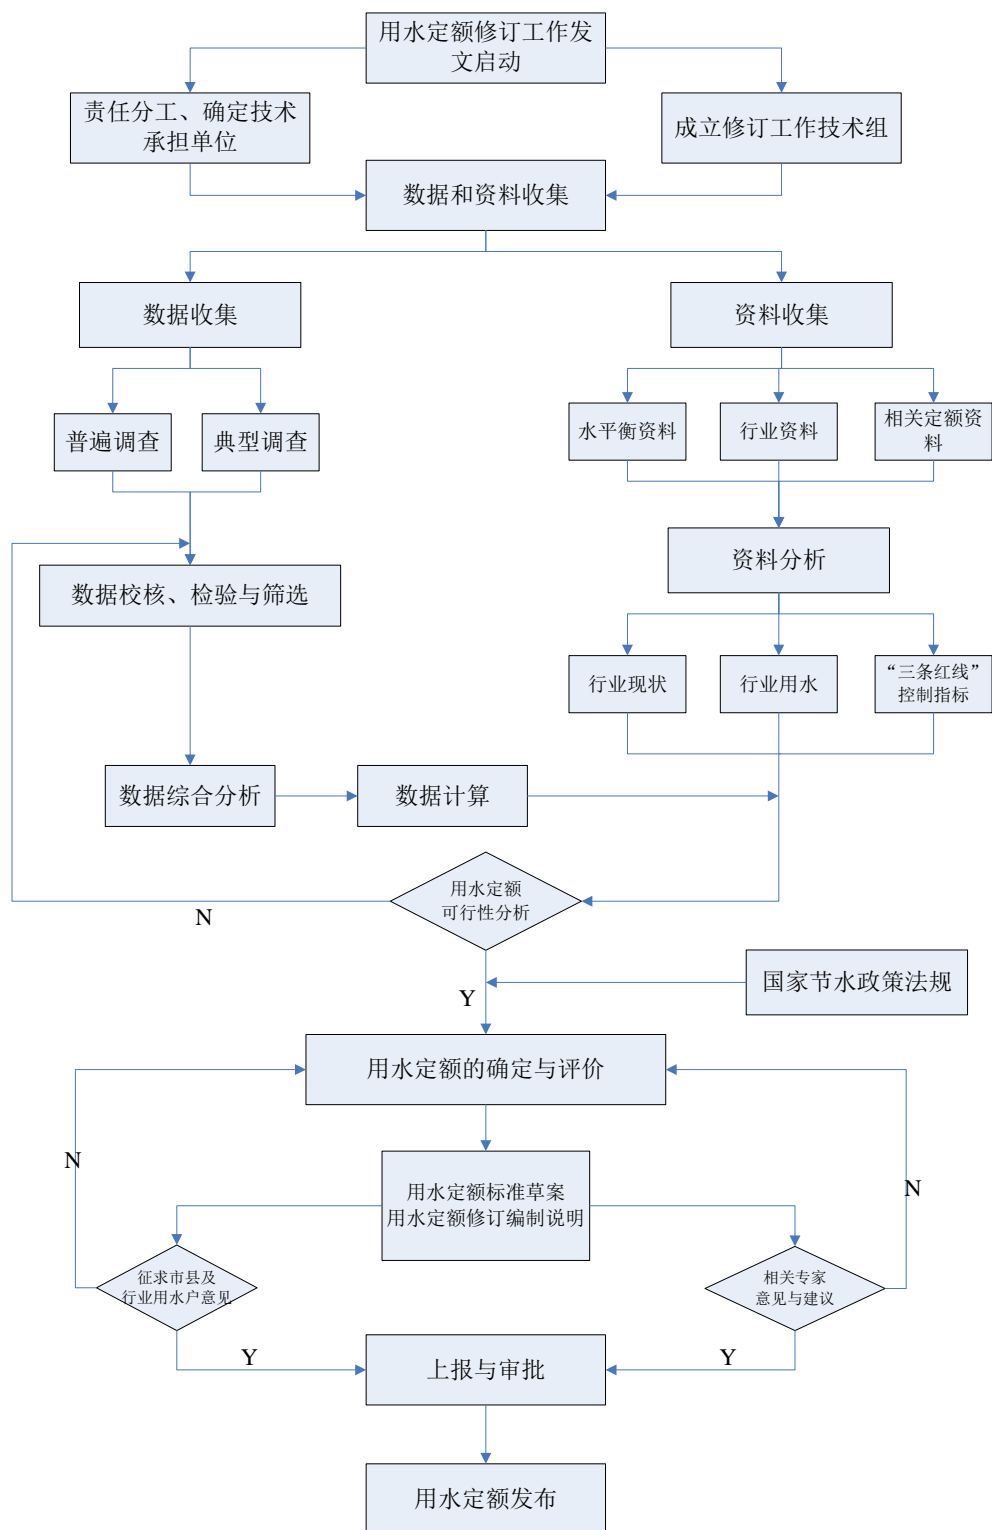 用水定额修订工作发
文启动
责任分工、确定技术
承担单位
成立修订工作技术组
数据和资料收集
数据收集
资料收集
普遍调查
典型调查
水平衡资料
行业资料
相关定额资
料
资料分析
数据校核、检验与筛选
行业现状
行业用水
“三条红线”
控制指标
数据综合分析
数据计算
用水定额
可行性分析
N
国家节水政策法规
Y
用水定额的确定与评价
N
N
用水定额标准草案
用水定额修订编制说明
征求市县及
行业用水户意见
相关专家
意见与建议
Y
Y
上报与审批
用水定额发布